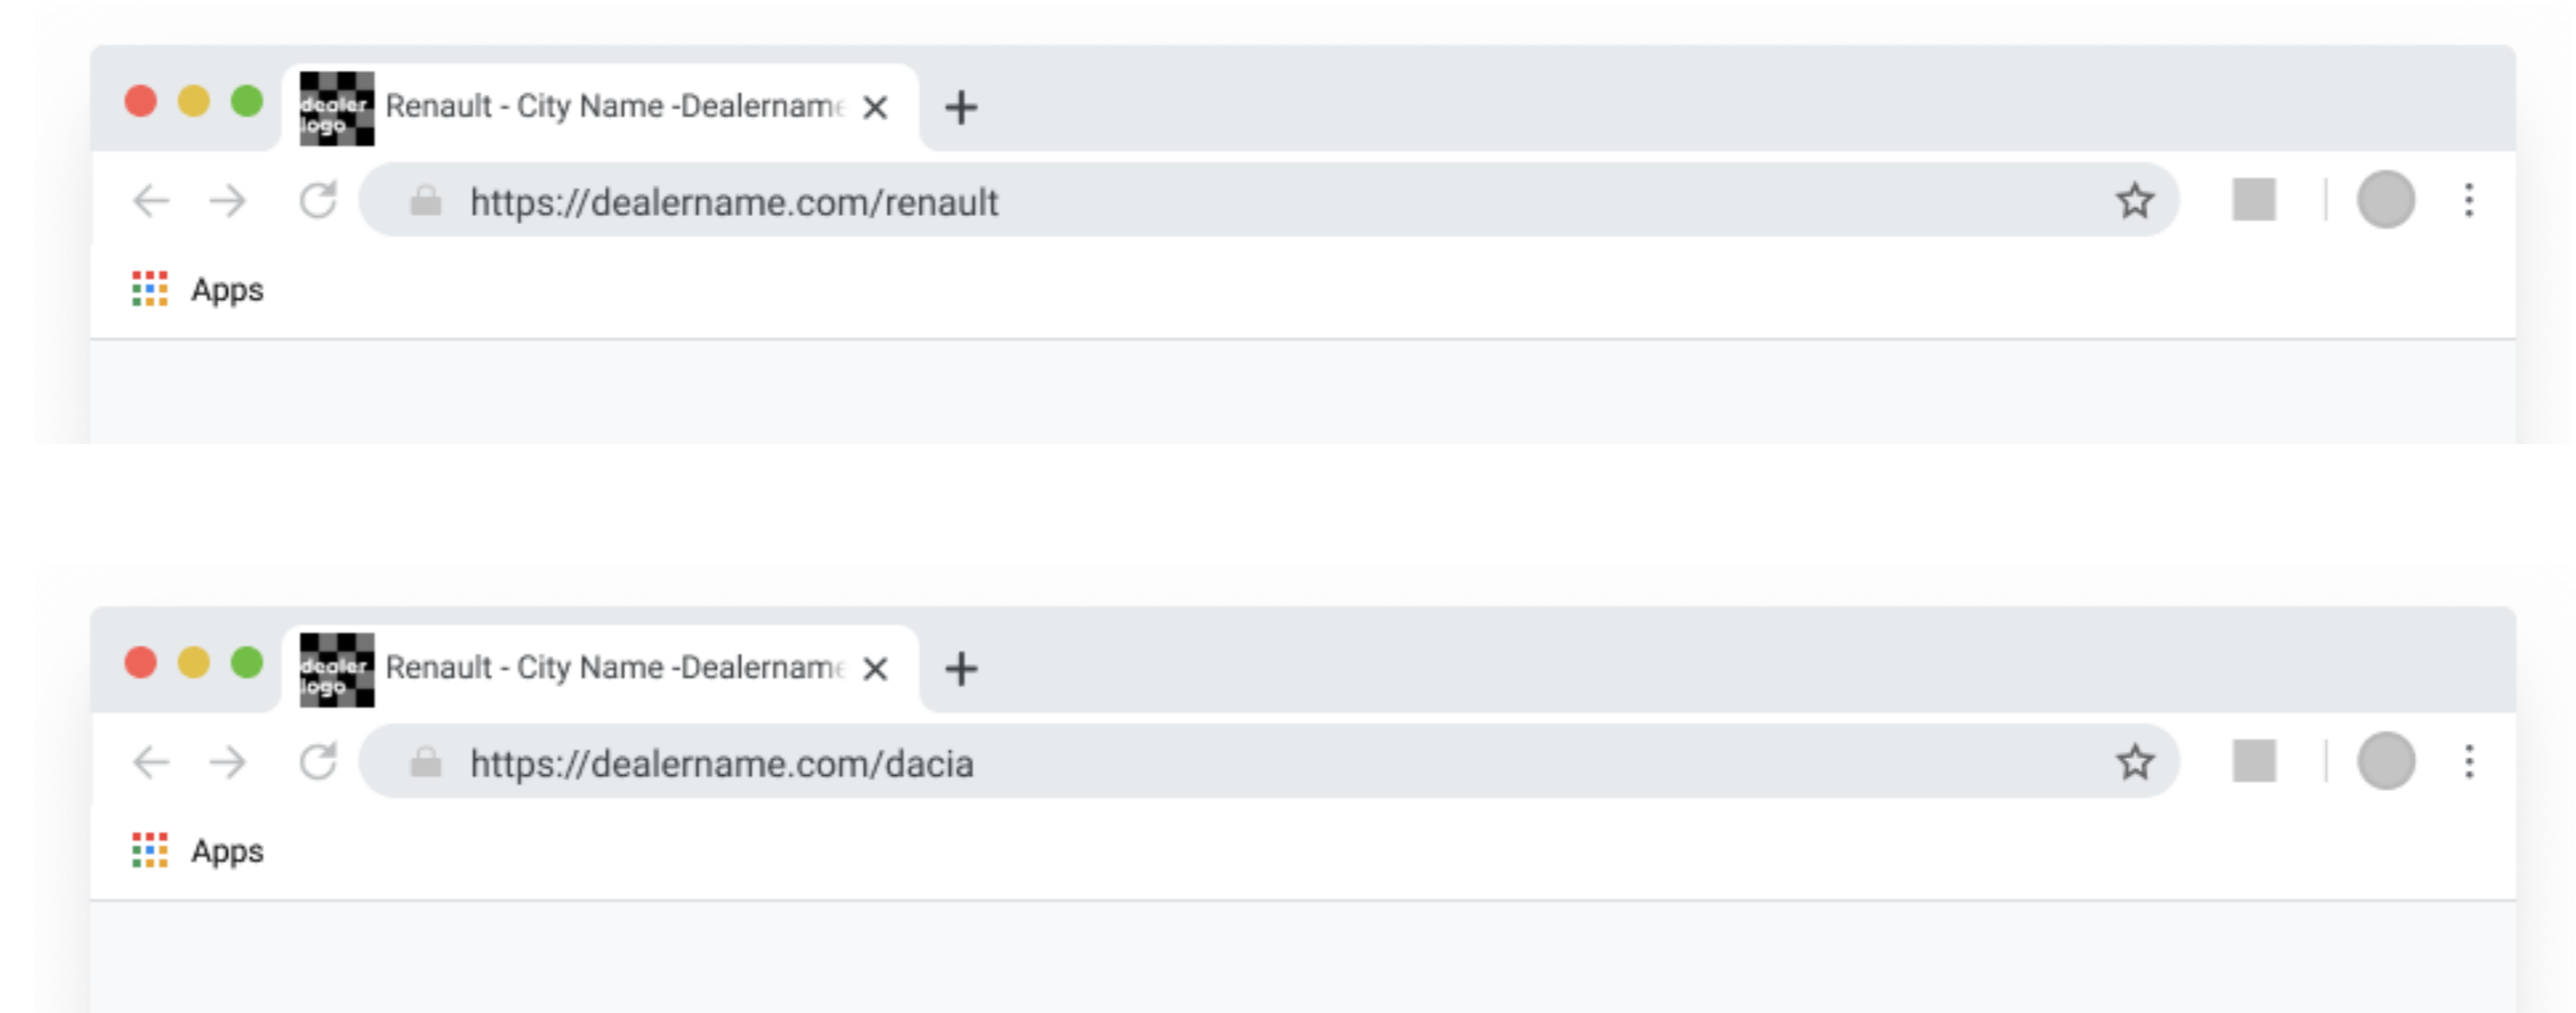 dealer
logo
Renault - City Name -Dealername
https://dealername.com/renault
Apps
dealer
logo
Renault - City Name -Dealername
https://dealername.com/dacia
Apps